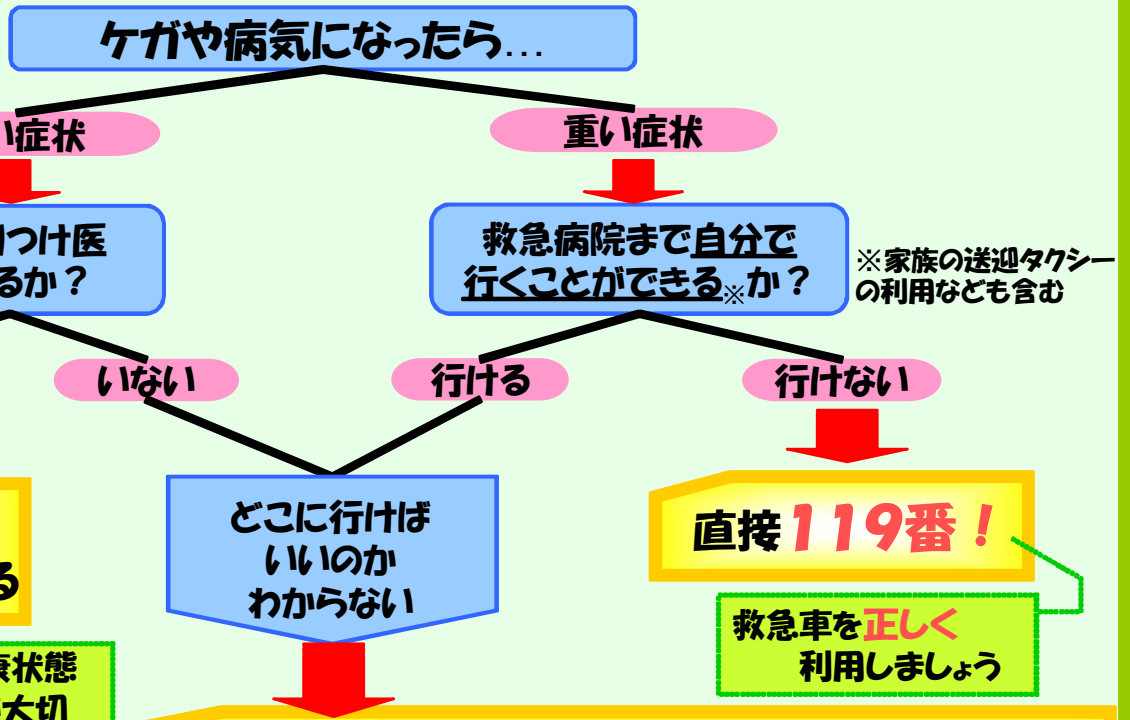 ケガや病気になったら…
い症状
重い症状
つけ医
るか？
救急病院まで自分で
行くことができる※か？
※家族の送迎タクシー
の利用なども含む
いない
行ける
行けない
どこに行けば
いいのか
わからない
直接119番！
る
救急車を正しく
利用しましょう
康状態
大切